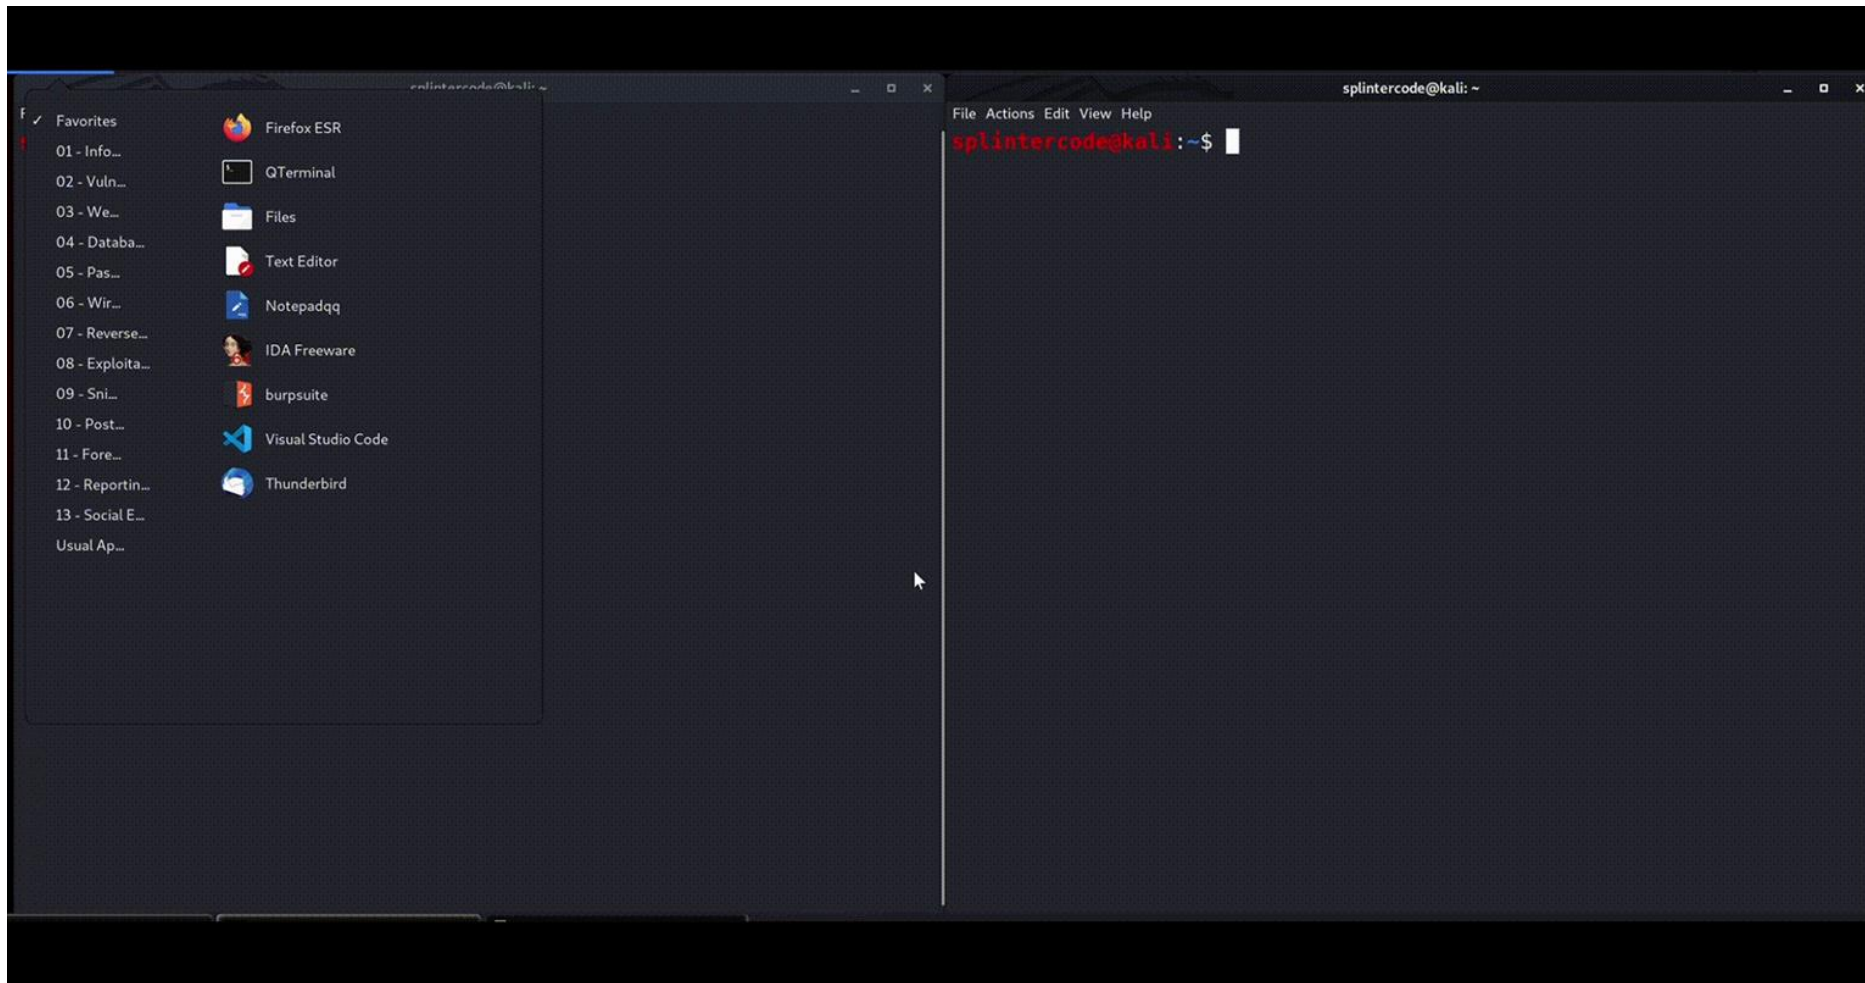 splintercode@kali: ~
Favorites
01 - Info...
02 - Vuln...
03 - We...
04 - Databa...
05 - Pas...
06 - Wir...
07 - Reverse...
08 - Exploita...
09 - Sni...
10 - Post...
11 - Fore...
12 - Reportin...
13 - Social E...
Usual Ap...
Firefox ESR
QTerminal
Files
Text Editor
Notepadqq
IDA Freeware
burpsuite
Visual Studio Code
Thunderbird
splintercode@kali: ~
File Actions Edit View Help
splintercode@kali:~$